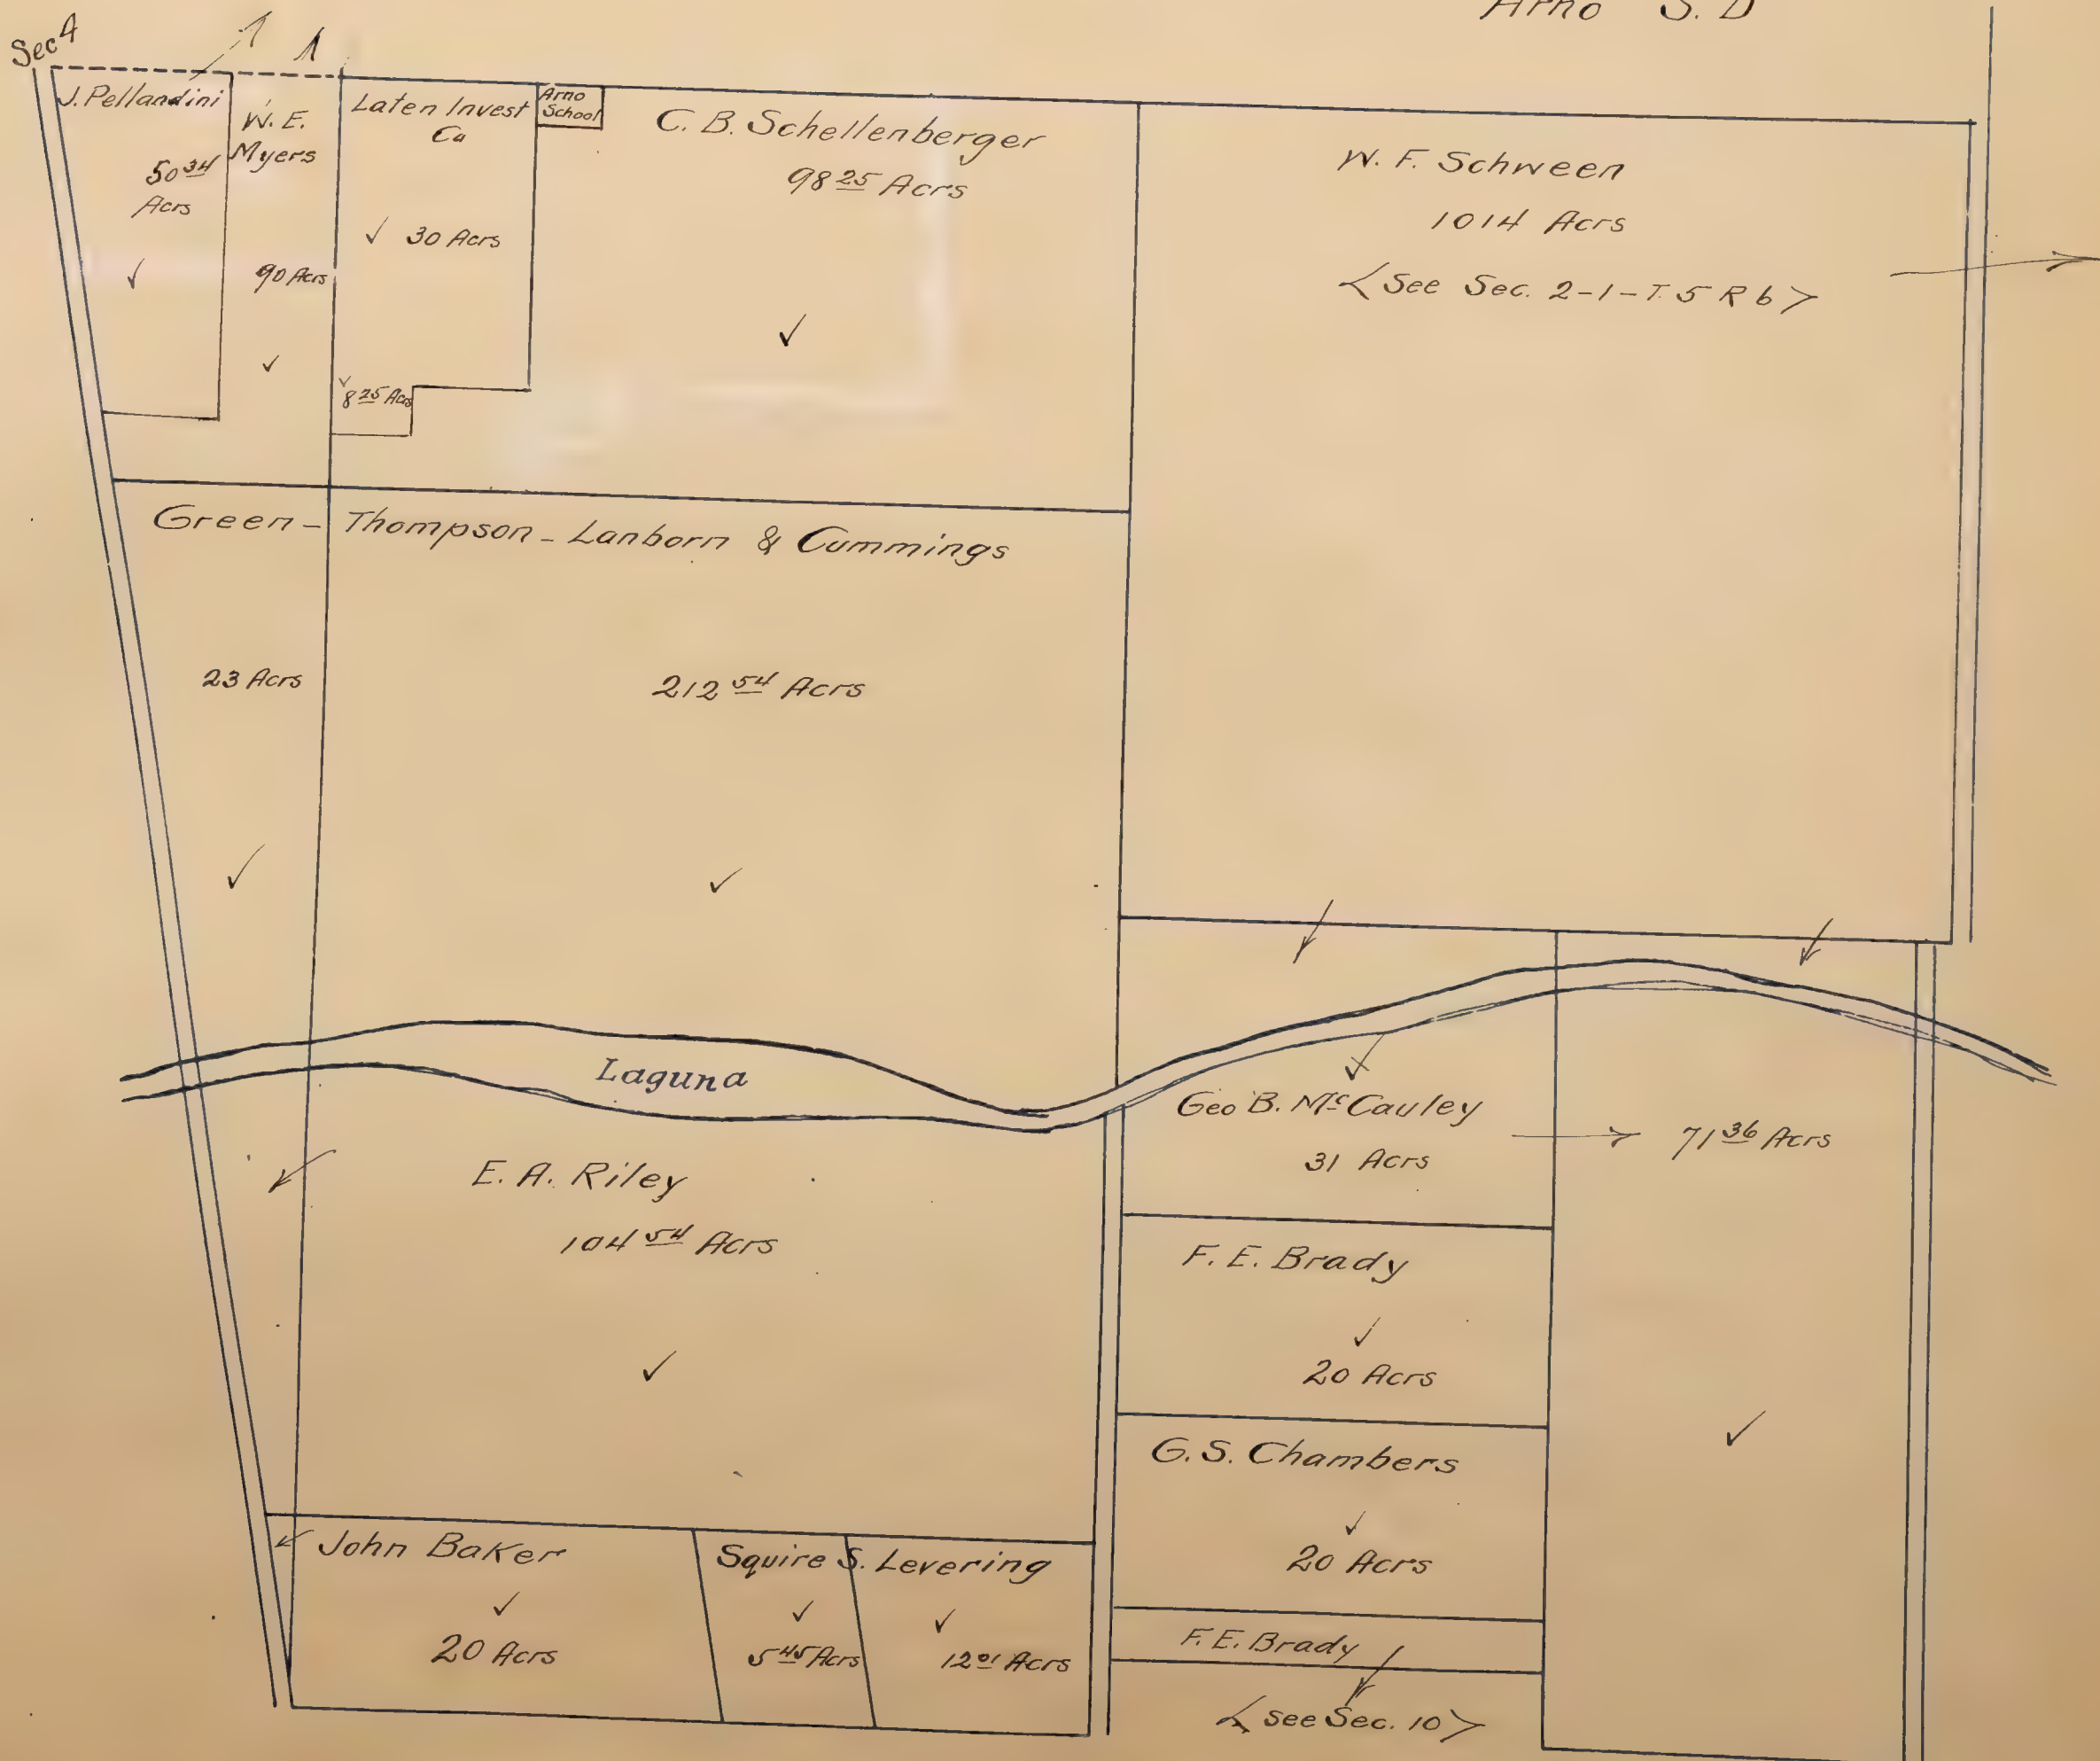 Arno S. D
Sec 4
J. Pellandini
50 34
Acrs
W. E.
Myers
90 Acrs
Laten Invest
Co
30 Acrs
8 25 Acrs
Arno
School
C. B. Schellenberger
98 25 Acrs
W. F. Schween
1014 Acrs
<See Sec. 2-1-T. 5 R 6>
Green - Thompson - Lanborn & Cummings
23 Acrs
212 54 Acrs
Laguna
Geo B. McCauley
31 Acrs
71 36 Acrs
E. A. Riley
104 54 Acrs
F. E. Brady
20 Acrs
G. S. Chambers
20 Acrs
John Baker
20 Acrs
Squire S. Levering
5 45 Acrs
12 01 Acrs
F. E. Brady
<see Sec. 10>